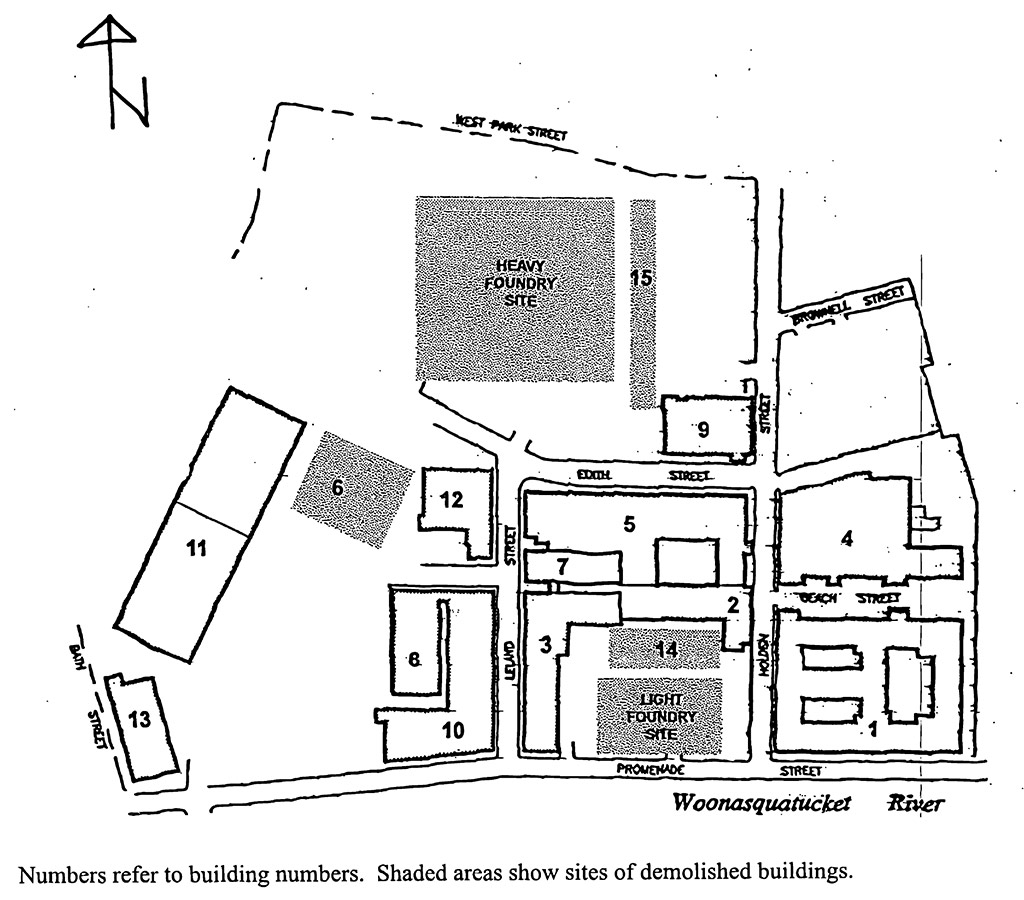 N
WEST PARK STREET
HEAVY
FOUNDRY
SITE
15
BROWNELL STREET
STREET
9
EDITH STREET
6
12
5
STREET
11
4
7
BEACH STREET
2
3
HOLDEN
BATH
STREET
8
LELAND
14
13
LIGHT
FOUNDRY
SITE
10
1
PROMENADE STREET
Woonasquatucket River
Numbers refer to building numbers. Shaded areas show sites of demolished buildings.